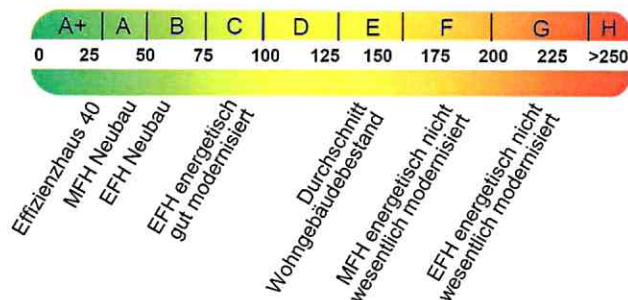 A+ A B C D E F G H
0 25 50 75 100 125 150 175 200 225 >250
Effizienzhaus 40
MFH Neubau
EFH Neubau
EFH energetisch
gut modernisiert
Durchschnitt
Wohngebäudebestand
MFH energetisch nicht
wesentlich modernisiert
EFH energetisch nicht
wesentlich modernisiert